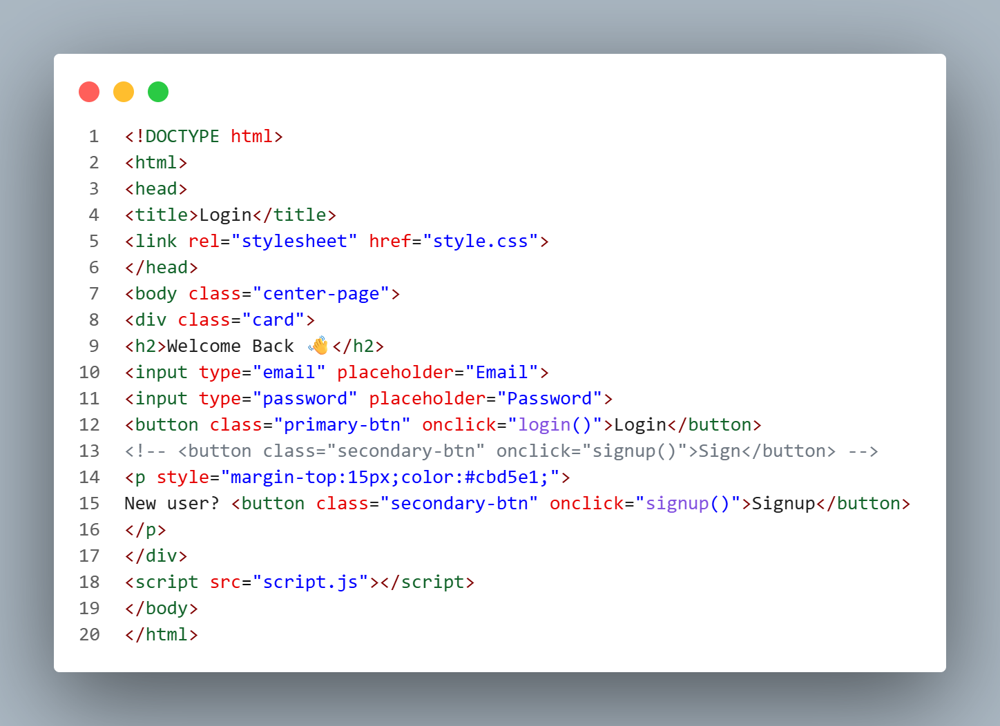 1 <!DOCTYPE html>
2 <html>
3 <head>
4 <title>Login</title>
5 <link rel="stylesheet" href="style.css">
6 </head>
7 <body class="center-page">
8 <div class="card">
9 <h2>Welcome Back 👋</h2>
10 <input type="email" placeholder="Email">
11 <input type="password" placeholder="Password">
12 <button class="primary-btn" onclick="login()">Login</button>
13 <!-- <button class="secondary-btn" onclick="signup()">Sign</button> -->
14 <p style="margin-top:15px;color:#cbd5e1;">
15 New user? <button class="secondary-btn" onclick="signup()">Signup</button>
16 </p>
17 </div>
18 <script src="script.js"></script>
19 </body>
20 </html>